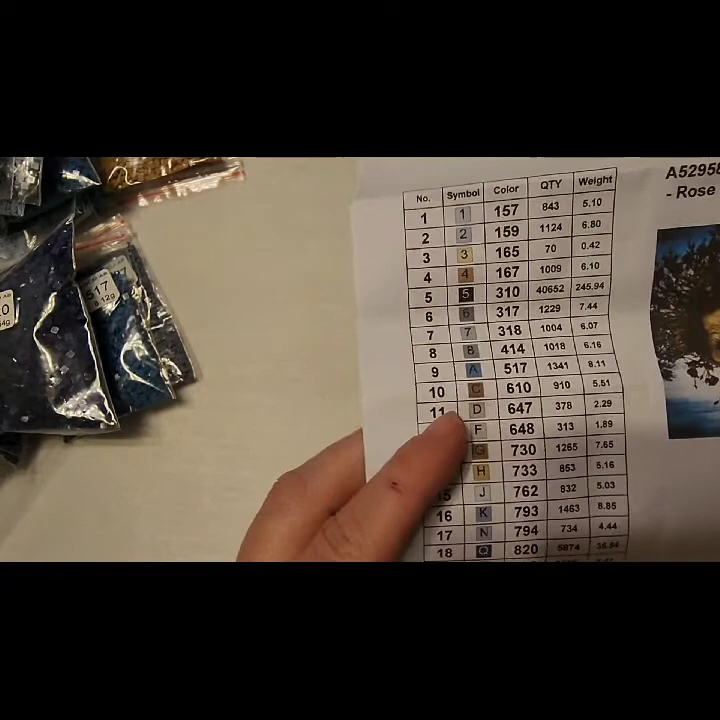 A52958
- Rose
No. Symbol Color QTY Weight
1 1 157 843 5.10
2 2 159 1124 6.80
3 3 165 70 0.42
4 4 167 1009 6.10
5 5 310 40652 245.94
6 6 317 1229 7.44
7 7 318 1004 6.07
8 8 414 1018 6.16
9 A 517 1341 8.11
10 C 610 910 5.51
11 D 647 378 2.29
F 648 313 1.89
G 730 1265 7.65
H 733 853 5.16
15 J 762 832 5.03
16 K 793 1463 8.85
17 N 794 734 4.44
18 Q 820 5874
517
8.12g